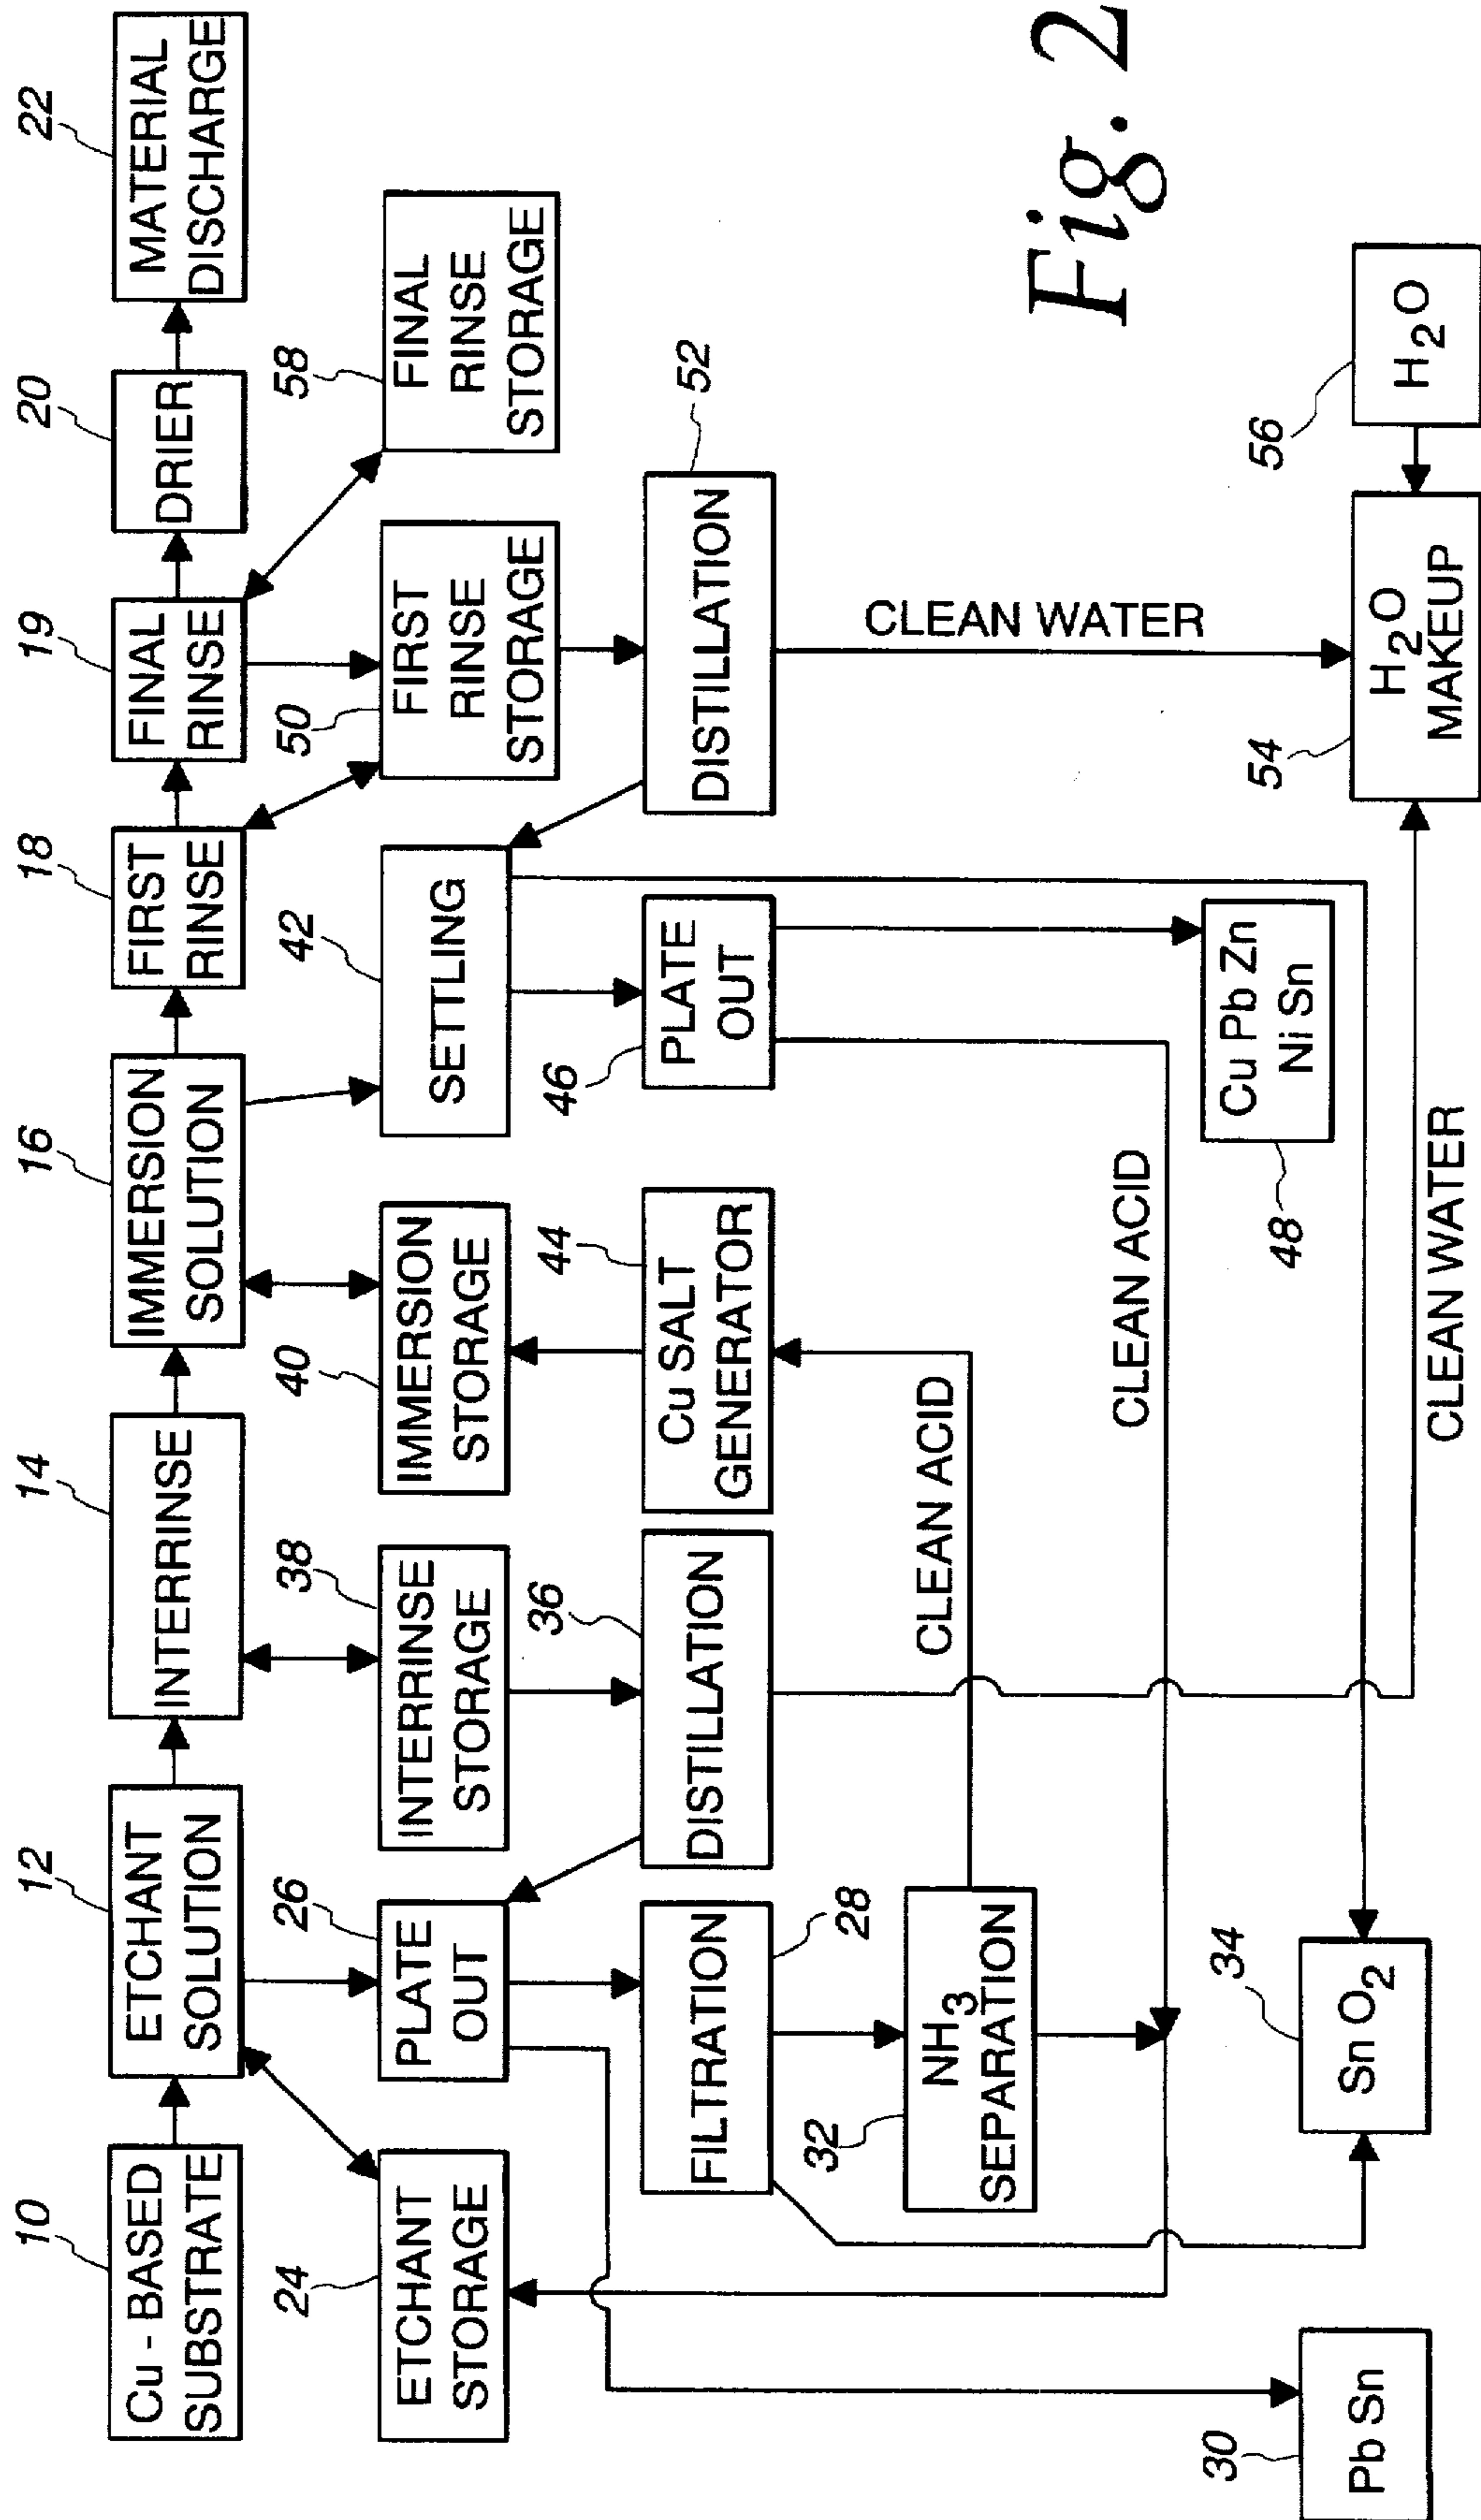 10
Cu - BASED
SUBSTRATE
12
ETCHANT
SOLUTION
14
INTERRINSE
16
IMMERSION
SOLUTION
18
FIRST
RINSE
19
FINAL
RINSE
20
DRIER
22
MATERIAL
DISCHARGE
24
ETCHANT
STORAGE
26
PLATE
OUT
38
INTERRINSE
STORAGE
40
IMMERSION
STORAGE
42
SETTLING
50
FIRST
RINSE
STORAGE
58
FINAL
RINSE
STORAGE
FILTRATION
28
36
DISTILLATION
44
Cu SALT
GENERATOR
46
PLATE
OUT
DISTILLATION
52
32
NH3
SEPARATION
CLEAN ACID
CLEAN WATER
CLEAN ACID
Fig. 2
30
Pb Sn
34
Sn O2
48
Cu Pb Zn
Ni Sn
54
H2O
MAKEUP
56
H2O
CLEAN WATER